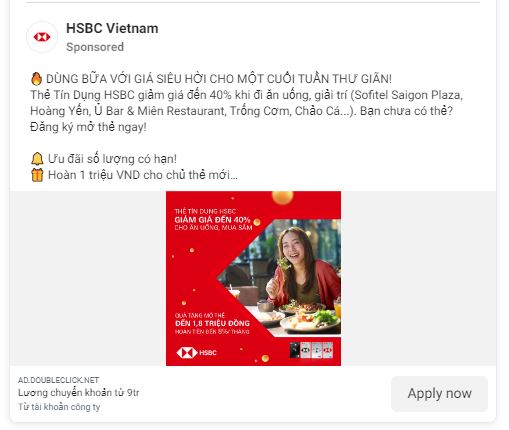 HSBC Vietnam
Sponsored
🔥 DÙNG BỮA VỚI GIÁ SIÊU HỜI CHO MỘT CUỐI TUẦN THƯ GIÃN!
Thẻ Tín Dụng HSBC giảm giá đến 40% khi đi ăn uống, giải trí (Sofitel Saigon Plaza,
Hoàng Yến, Ủ Bar & Miên Restaurant, Trống Cơm, Chảo Cá...). Bạn chưa có thẻ?
Đăng ký mở thẻ ngay!
🔔 Ưu đãi số lượng có hạn!
🎁 Hoàn 1 triệu VND cho chủ thẻ mới...
THẺ TÍN DỤNG HSBC
GIẢM GIÁ ĐẾN 40%
CHO ĂN UỐNG, MUA SẮM
QUÀ TẶNG MỞ THẺ
ĐẾN 1,8 TRIỆU ĐỒNG
HOÀN TIỀN ĐẾN 8%/ THÁNG
HSBC
AD.DOUBLECLICK.NET
Lương chuyển khoản từ 9tr
Từ tài khoản công ty
Apply now